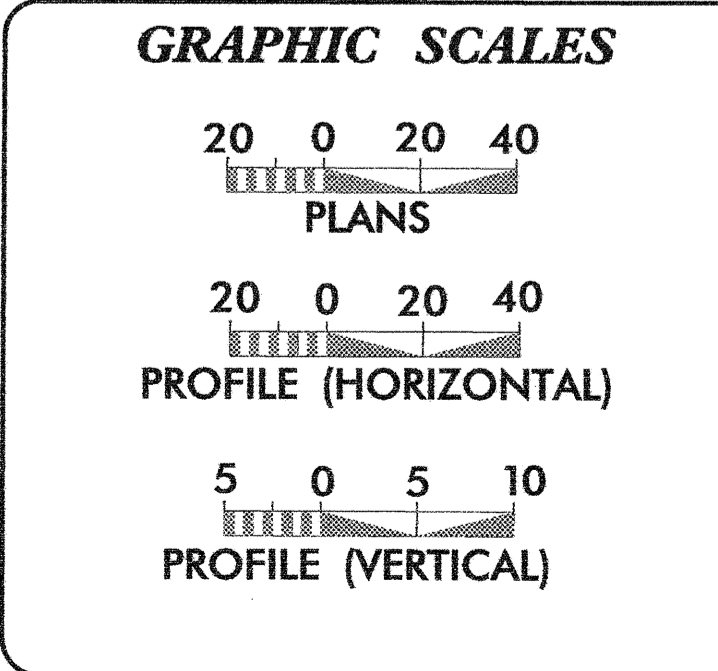 GRAPHIC SCALES
20 0 20 40
PLANS
20 0 20 40
PROFILE (HORIZONTAL)
5 0 5 10
PROFILE (VERTICAL)